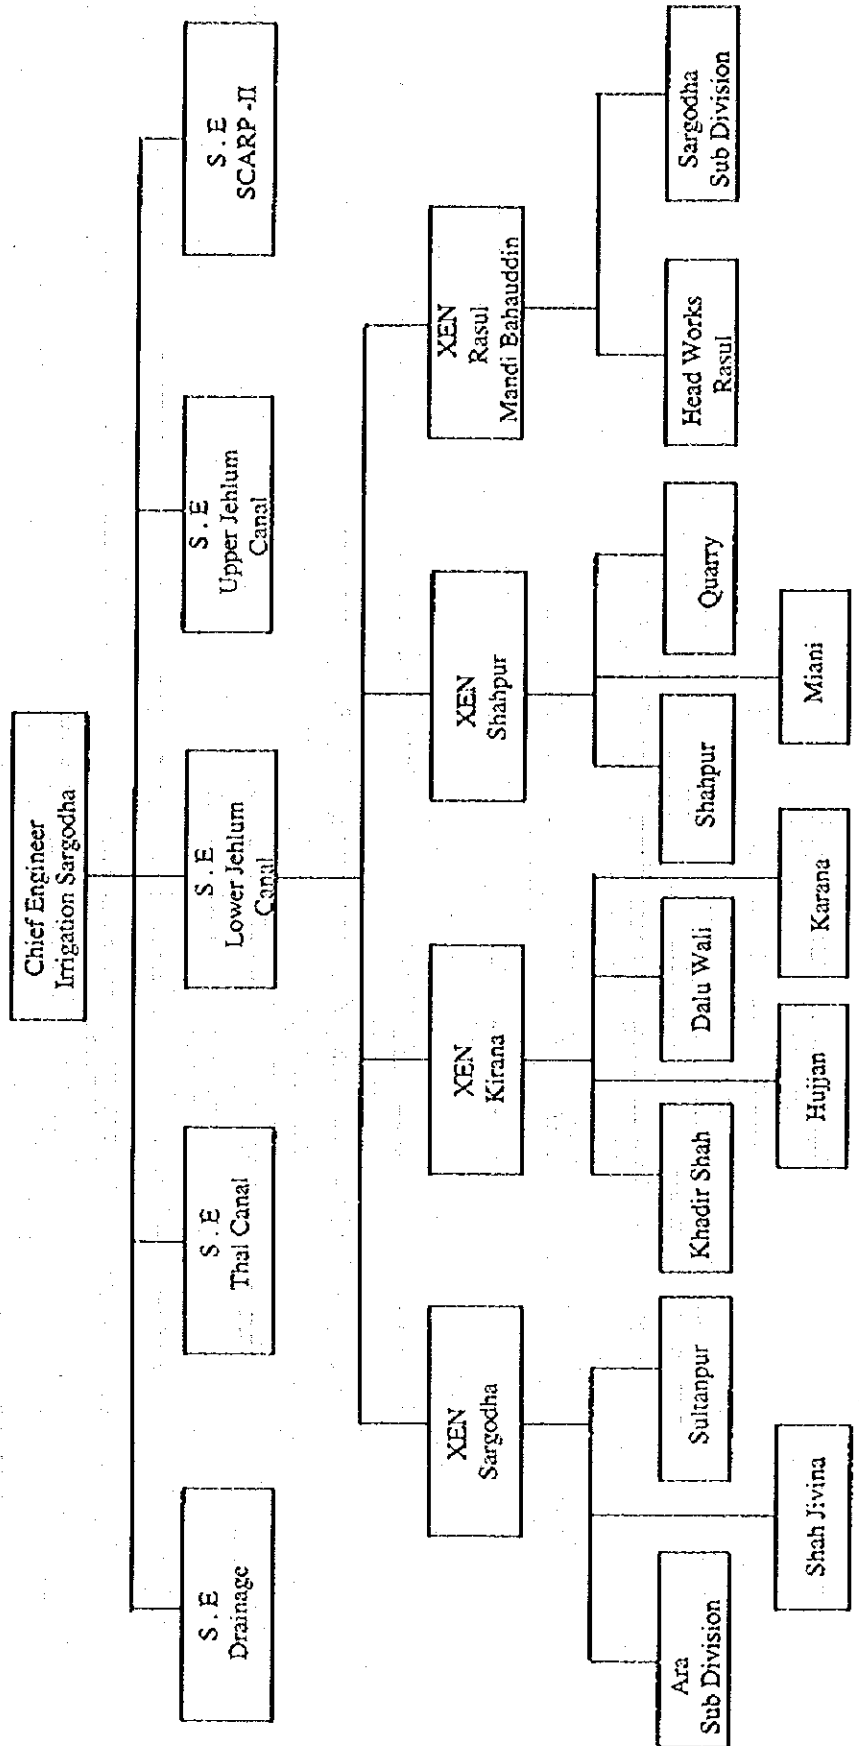 Chief Engineer
Irrigation Sargodha
S . E
Drainage
S . E
Thal Canal
S . E
Lower Jehlum
Canal
S . E
Upper Jehlum
Canal
S . E
SCARP -II
XEN
Sargodha
XEN
Kirana
XEN
Shahpur
XEN
Rasul
Mandi Bahauddin
Ara
Sub Division
Sultanpur
Khadir Shah
Dalu Wali
Shahpur
Quarry
Head Works
Rasul
Sargodha
Sub Division
Shah Jivina
Hujjan
Karana
Miani